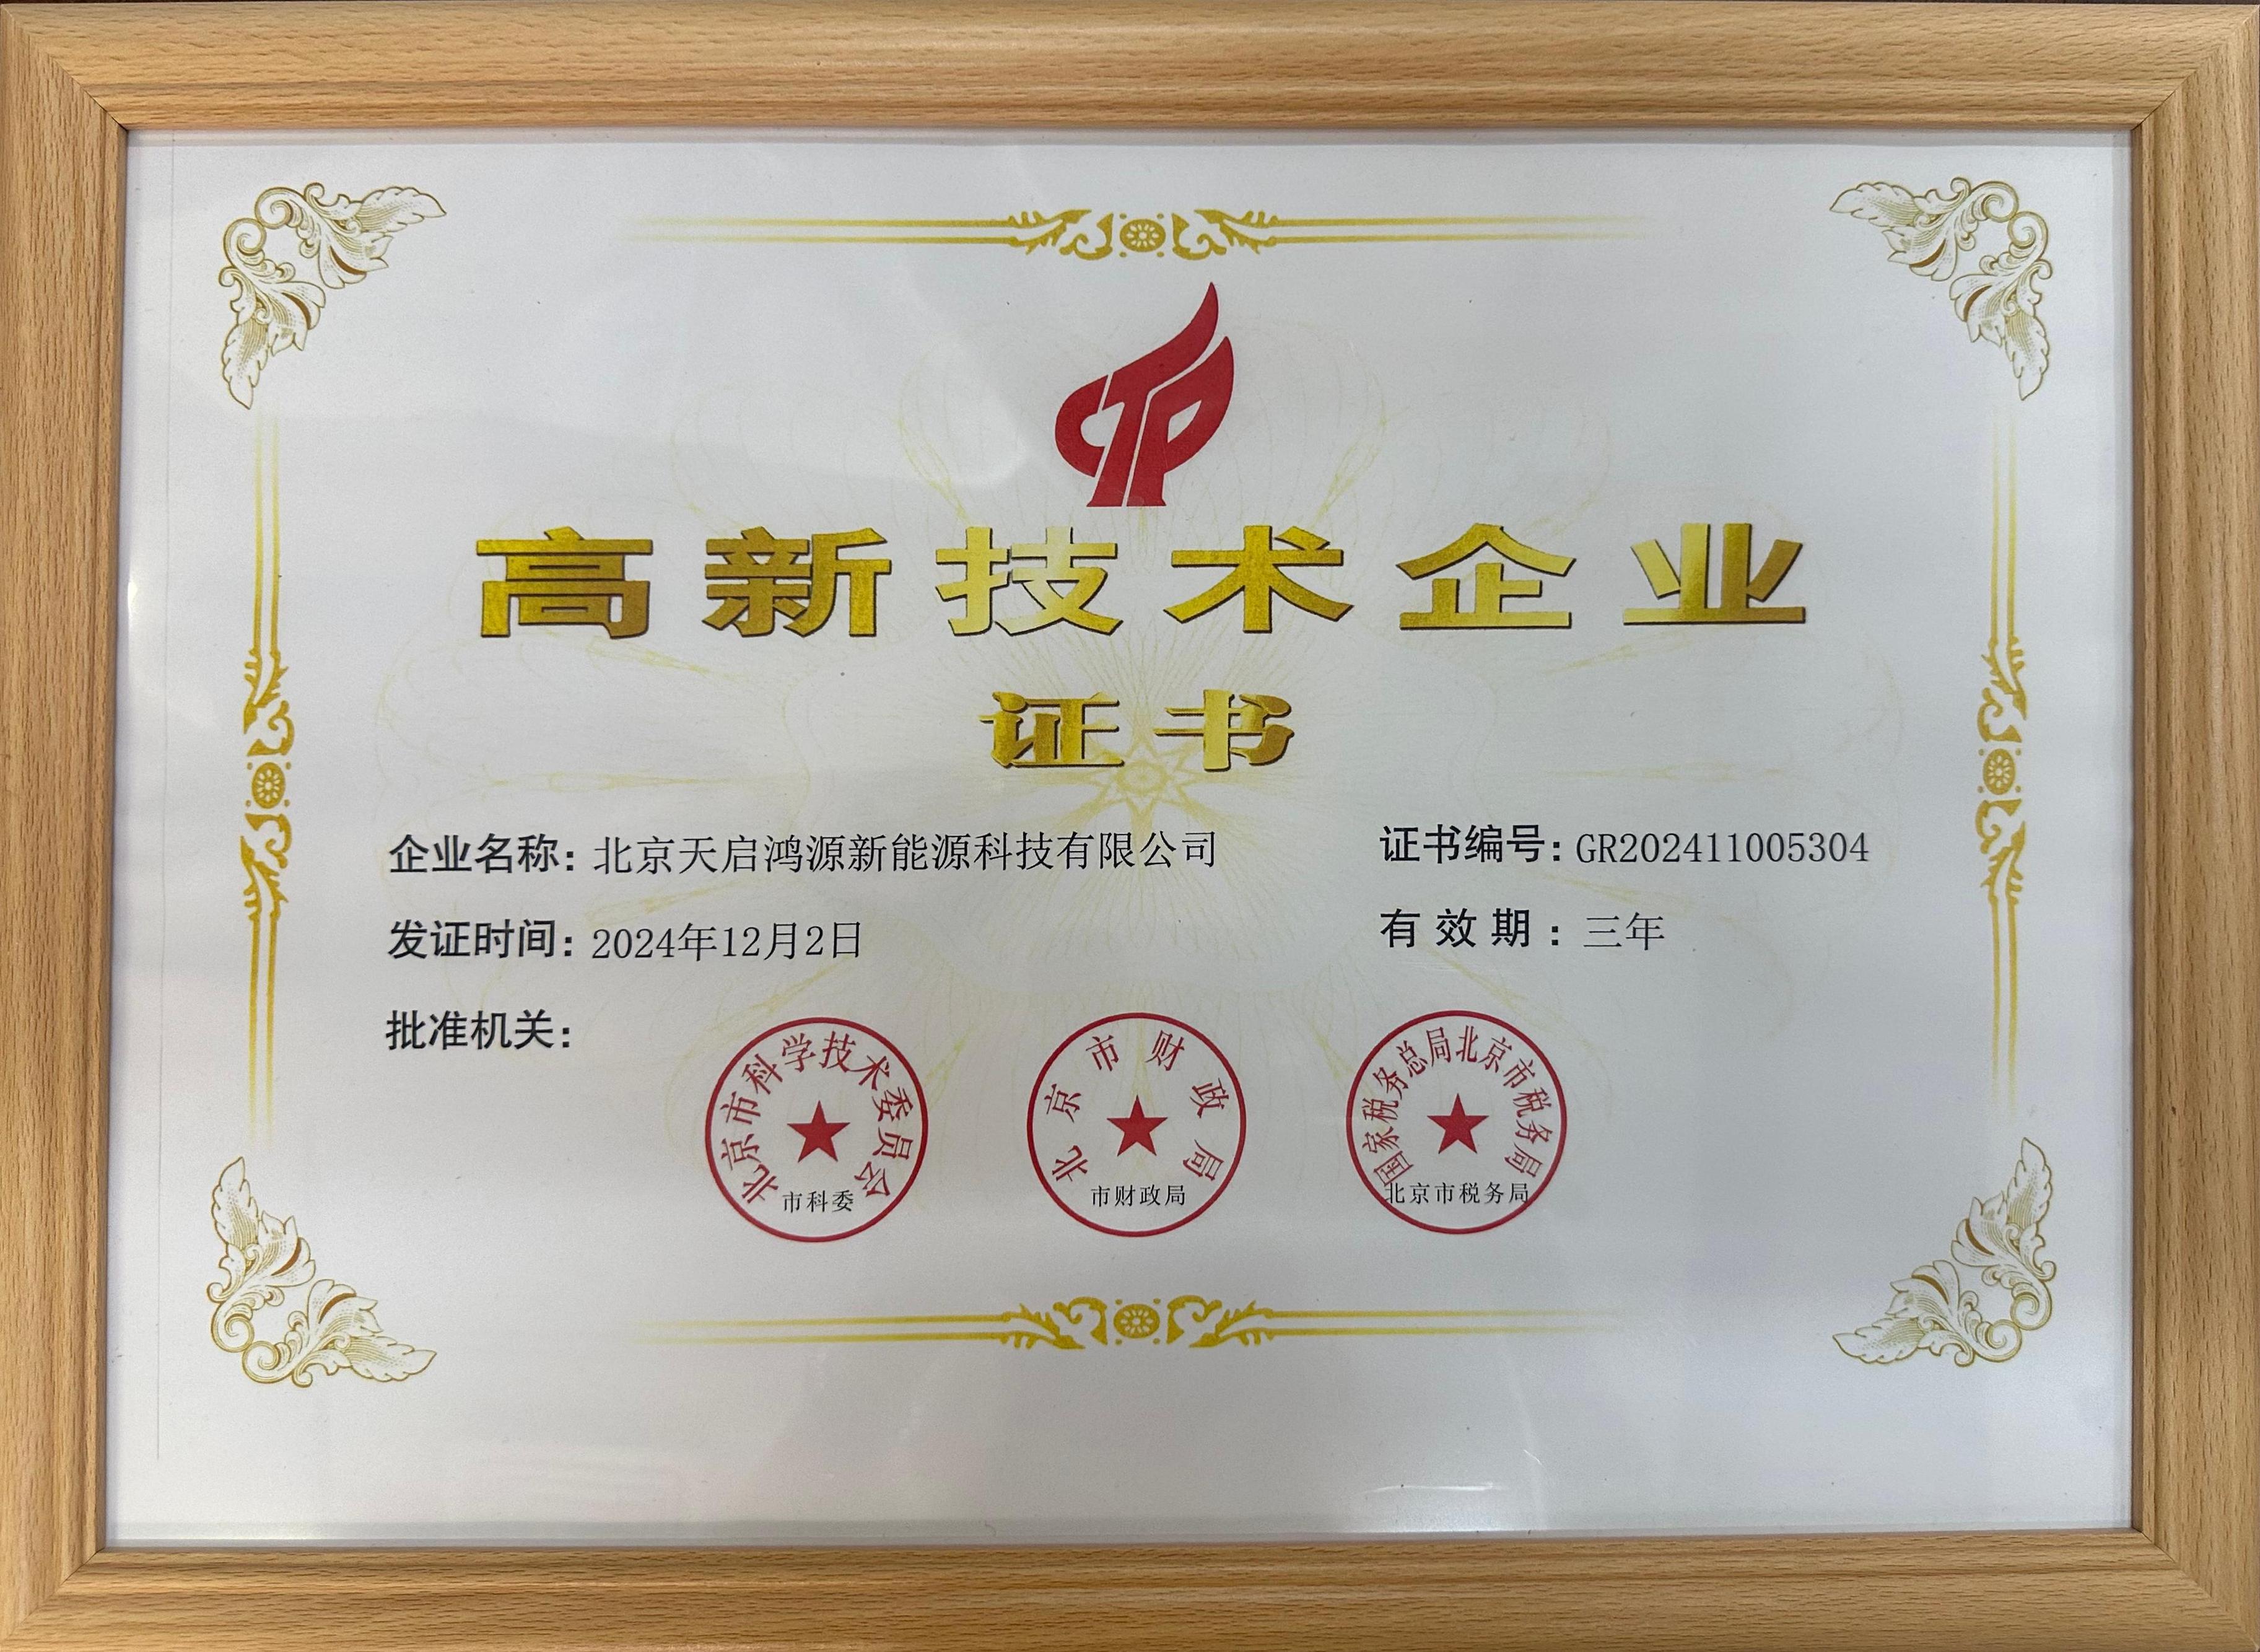 高新技术企业
证书
企业名称：北京天启鸿源新能源科技有限公司
证书编号：GR202411005304
发证时间：2024年12月2日
有效期：三年
批准机关：
北京市科学技术委员会
市科委
北京市财政局
市财政局
国家税务总局北京市税务局
北京市税务局